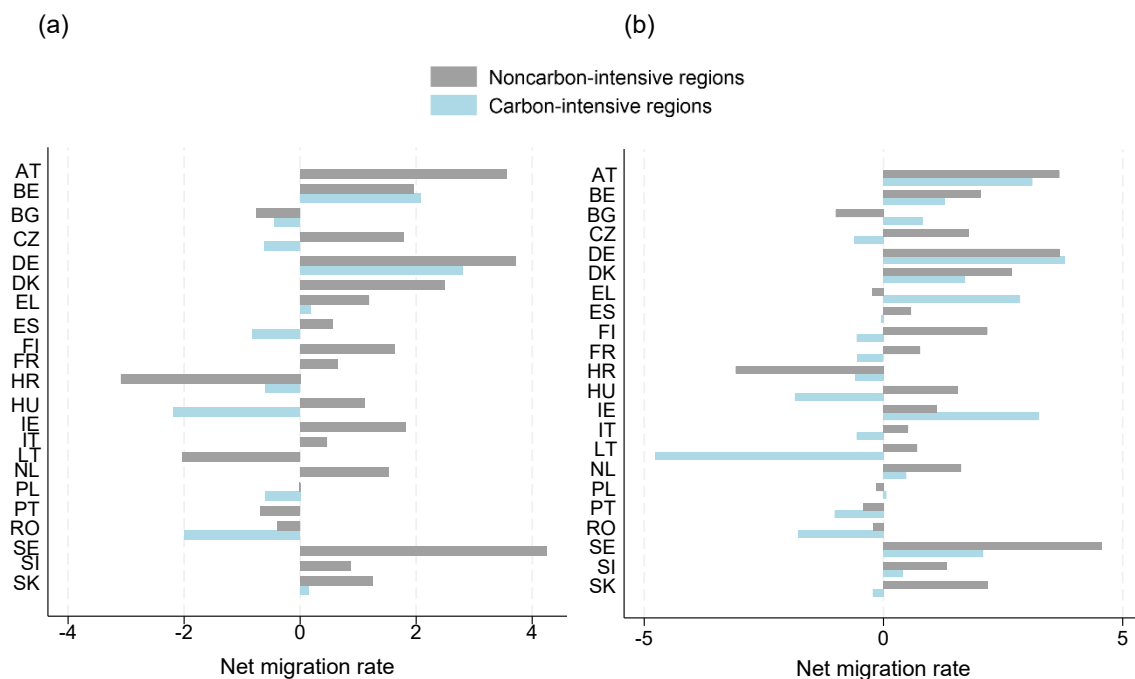 (a)
(b)
Noncarbon-intensive regions
Carbon-intensive regions
AT
BE
BG
CZ
DE
DK
EL
ES
FI
FR
HR
HU
IE
IT
LT
NL
PL
PT
RO
SE
SI
SK
-4 -2 0 2 4
Net migration rate
AT
BE
BG
CZ
DE
DK
EL
ES
FI
FR
HR
HU
IE
IT
LT
NL
PL
PT
RO
SE
SI
SK
-5 0 5
Net migration rate